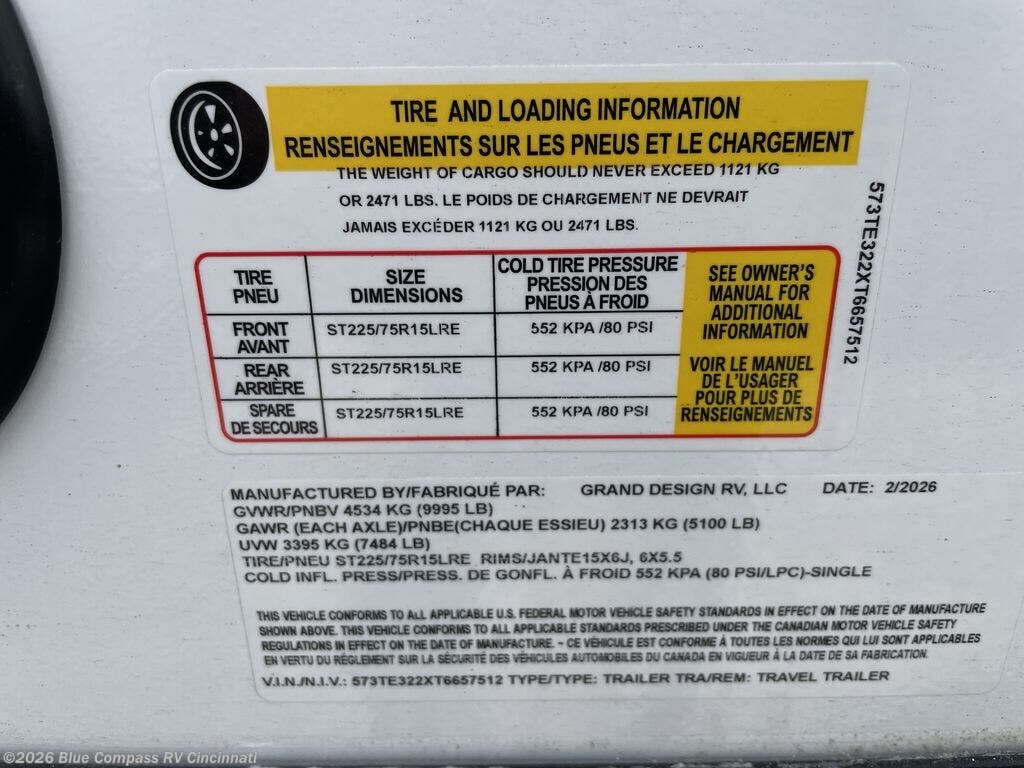 TIRE AND LOADING INFORMATION
RENSEIGNEMENTS SUR LES PNEUS ET LE CHARGEMENT
THE WEIGHT OF CARGO SHOULD NEVER EXCEED 1121 KG
OR 2471 LBS. LE POIDS DE CHARGEMENT NE DEVRAIT
JAMAIS EXCÉDER 1121 KG OU 2471 LBS.
573TE322XT6657512
TIRE
PNEU
SIZE
DIMENSIONS
COLD TIRE PRESSURE
PRESSION DES
PNEUS À FROID
FRONT
AVANT
ST225/75R15LRE
552 KPA /80 PSI
REAR
ARRIÈRE
ST225/75R15LRE
552 KPA /80 PSI
SPARE
DE SECOURS
ST225/75R15LRE
552 KPA /80 PSI
SEE OWNER'S
MANUAL FOR
ADDITIONAL
INFORMATION
VOIR LE MANUEL
DE L'USAGER
POUR PLUS DE
RENSEIGNEMENTS
MANUFACTURED BY/FABRIQUÉ PAR: GRAND DESIGN RV, LLC DATE: 2/2026
GVWR/PNBV 4534 KG (9995 LB)
GAWR (EACH AXLE)/PNBE(CHAQUE ESSIEU) 2313 KG (5100 LB)
UVW 3395 KG (7484 LB)
TIRE/PNEU ST225/75R15LRE RIMS/JANTE15X6J, 6X5.5
COLD INFL. PRESS/PRESS. DE GONFL. À FROID 552 KPA (80 PSI/LPC)-SINGLE
THIS VEHICLE CONFORMS TO ALL APPLICABLE U.S. FEDERAL MOTOR VEHICLE SAFETY STANDARDS IN EFFECT ON THE DATE OF MANUFACTURE
SHOWN ABOVE. THIS VEHICLE CONFORMS TO ALL APPLICABLE STANDARDS PRESCRIBED UNDER THE CANADIAN MOTOR VEHICLE SAFETY
REGULATIONS IN EFFECT ON THE DATE OF MANUFACTURE. - CE VÉHICULE EST CONFORME À TOUTES LES NORMES QUI LUI SONT APPLICABLES
EN VERTU DU RÈGLEMENT SUR LA SÉCURITÉ DES VÉHICULES AUTOMOBILES DU CANADA EN VIGUEUR À LA DATE DE SA FABRICATION.
V.I.N./N.I.V.: 573TE322XT6657512 TYPE/TYPE: TRAILER TRA/REM: TRAVEL TRAILER
©2026 Blue Compass RV Cincinnati